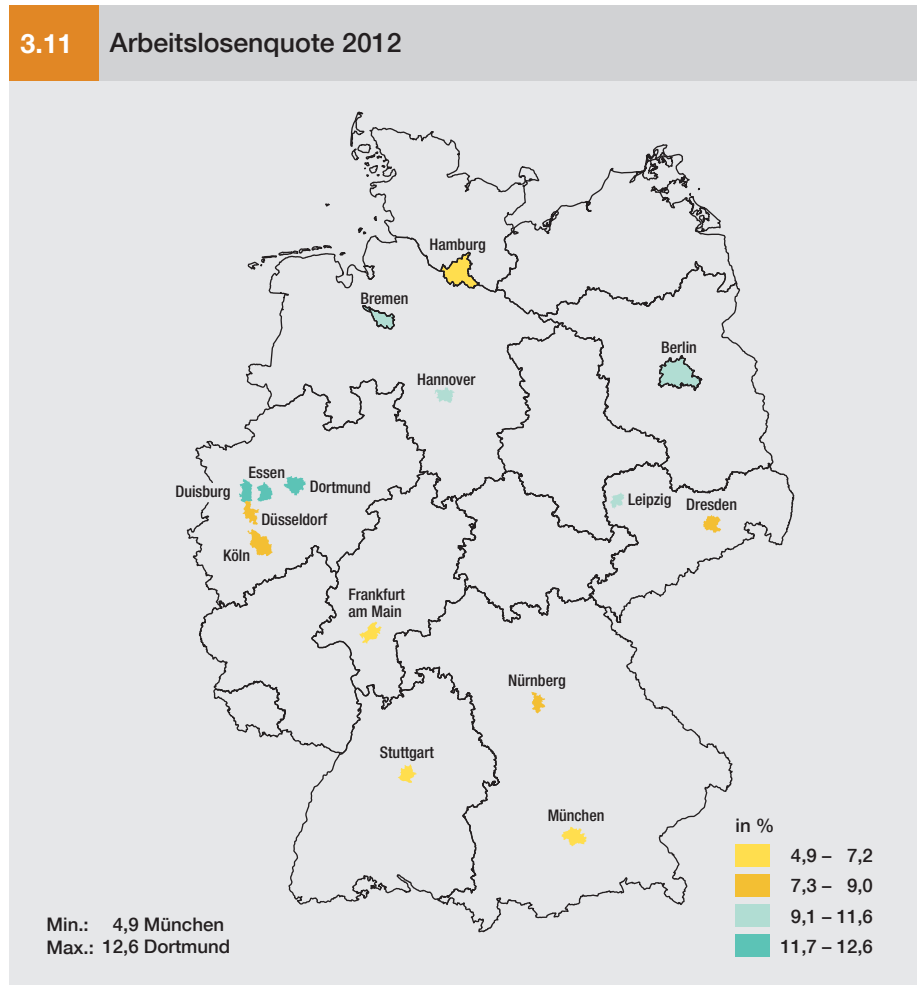 3.11 Arbeitslosenquote 2012
Hamburg
Bremen
Berlin
Hannover
Essen
Duisburg
Dortmund
Düsseldorf
Köln
Leipzig
Dresden
Frankfurt
am Main
Nürnberg
Stuttgart
München
in %
4,9 – 7,2
7,3 – 9,0
9,1 – 11,6
11,7 – 12,6
Min.: 4,9 München
Max.: 12,6 Dortmund